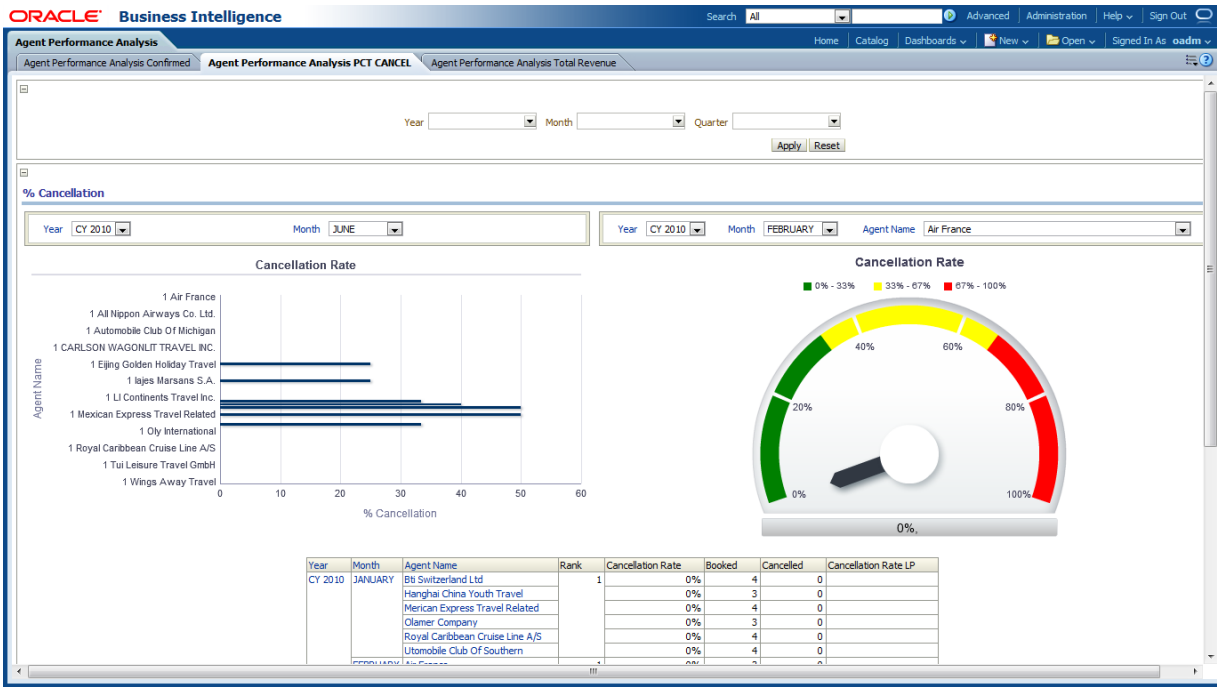 ORACLE Business Intelligence
Search All Advanced Administration Help Sign Out
Agent Performance Analysis
Home Catalog Dashboards New Open Signed In As oadm
Agent Performance Analysis Confirmed Agent Performance Analysis PCT CANCEL Agent Performance Analysis Total Revenue
Year Month Quarter
Apply Reset
% Cancellation
Year CY 2010 Month JUNE
Year CY 2010 Month FEBRUARY Agent Name Air France
Cancellation Rate
Agent Name
1 Air France
1 All Nippon Airways Co. Ltd.
1 Automobile Club Of Michigan
1 CARLSON WAGONLIT TRAVEL INC.
1 Eijing Golden Holiday Travel
1 Iajes Marsans S.A.
1 LI Continents Travel Inc.
1 Mexican Express Travel Related
1 Oly International
1 Royal Caribbean Cruise Line A/S
1 Tui Leisure Travel GmbH
1 Wings Away Travel
0 10 20 30 40 50 60
% Cancellation
Cancellation Rate
0% - 33% 33% - 67% 67% - 100%
40% 60%
20% 80%
0% 100%
0%,
Year Month Agent Name Rank Cancellation Rate Booked Cancelled Cancellation Rate LP
CY 2010 JANUARY Bti Switzerland Ltd 1 0% 4 0
Hanghai China Youth Travel 0% 3 0
Merican Express Travel Related 0% 4 0
Olamer Company 0% 3 0
Royal Caribbean Cruise Line A/S 0% 4 0
Utomobile Club Of Southern 0% 4 0
FEBRUARY Air France 1 0%